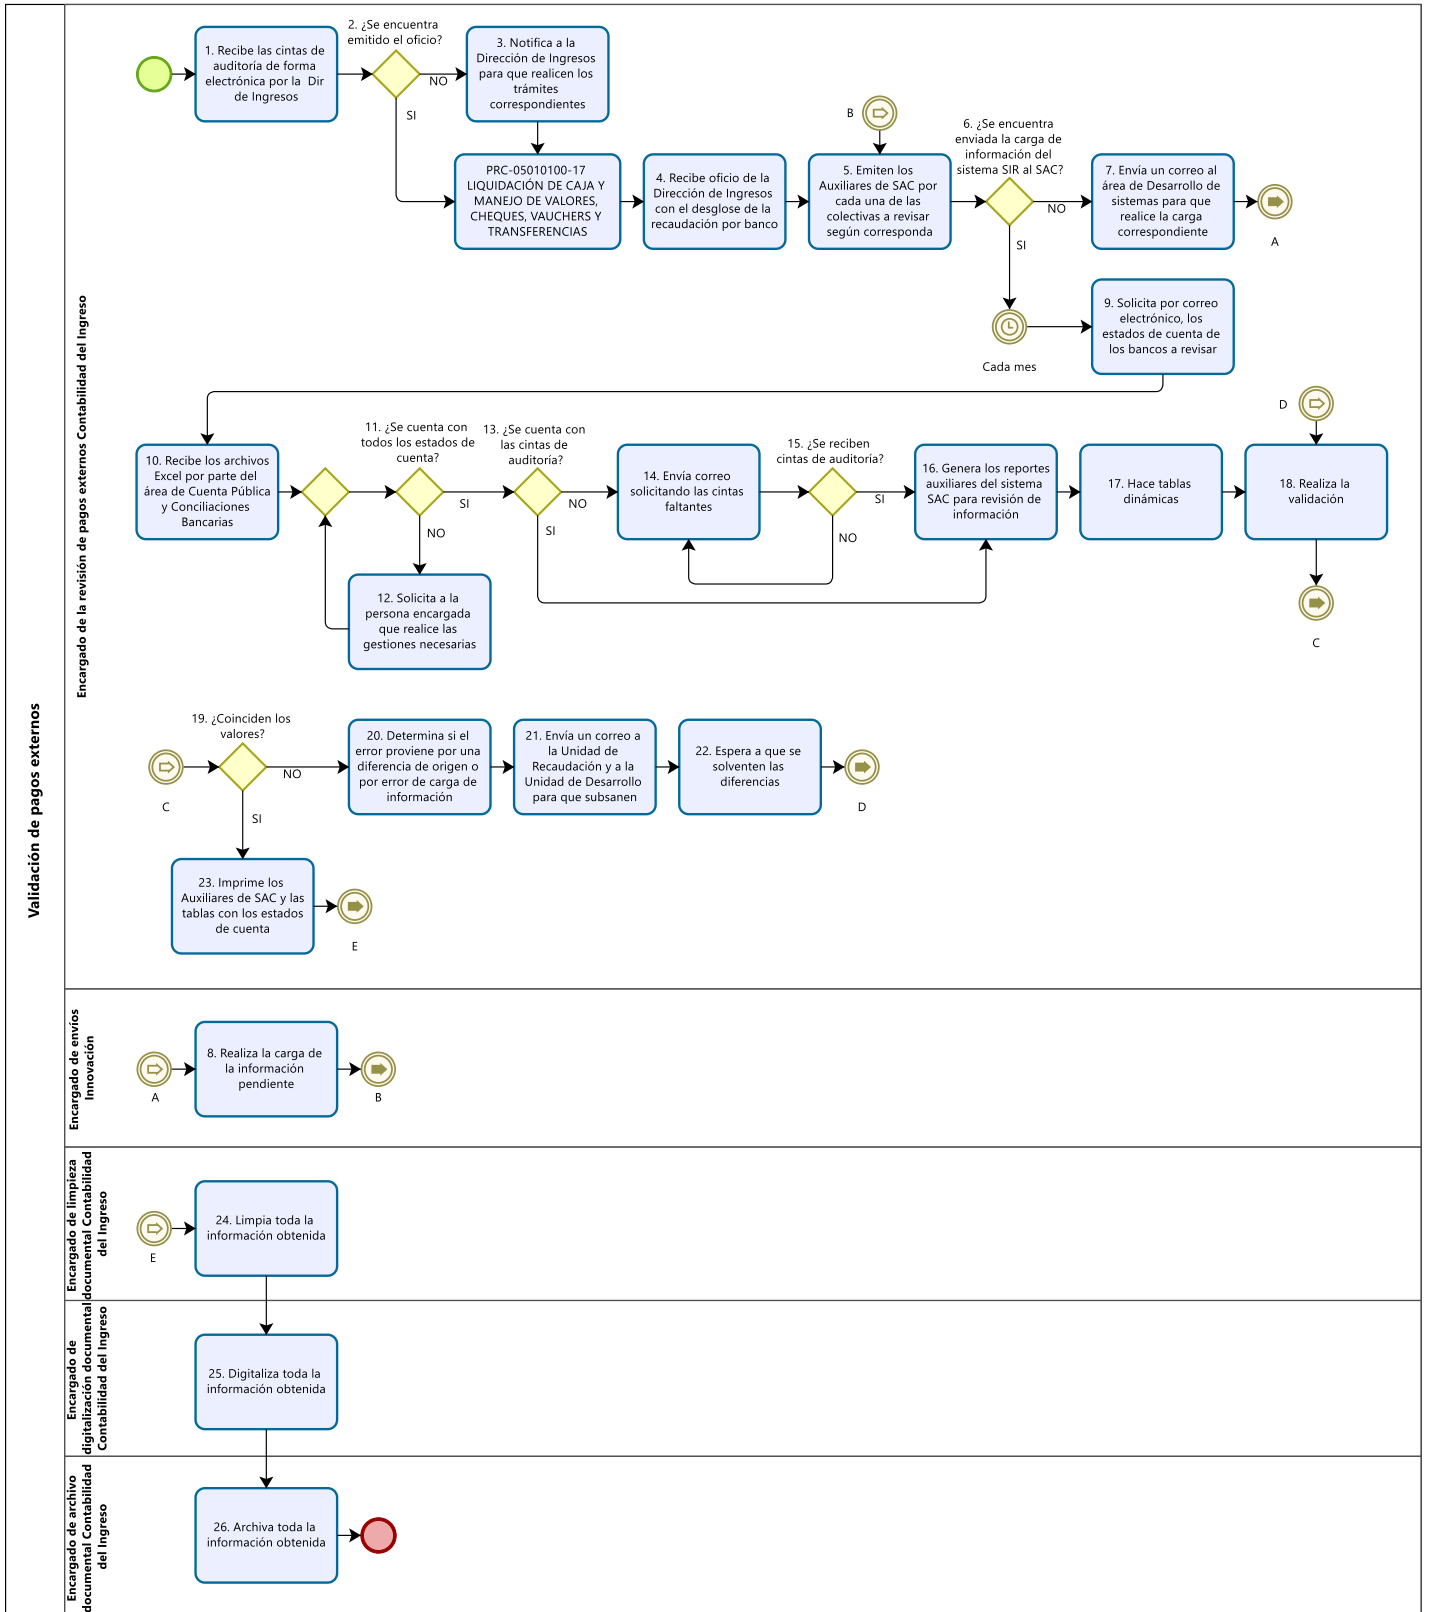 Validación de pagos externos
Encargado de la revisión de pagos externos Contabilidad del Ingreso
1. Recibe las cintas de
auditoría de forma
electrónica por la Dir
de Ingresos
2. ¿Se encuentra
emitido el oficio?
NO
SI
3. Notifica a la
Dirección de Ingresos
para que realicen los
trámites
correspondientes
PRC-05010100-17
LIQUIDACIÓN DE CAJA Y
MANEJO DE VALORES,
CHEQUES, VAUCHERS Y
TRANSFERENCIAS
4. Recibe oficio de la
Dirección de Ingresos
con el desglose de la
recaudación por banco
B
5. Emiten los
Auxiliares de SAC por
cada una de las
colectivas a revisar
según corresponda
6. ¿Se encuentra
enviada la carga de
información del
sistema SIR al SAC?
NO
SI
7. Envía un correo al
área de Desarrollo de
sistemas para que
realice la carga
correspondiente
A
Cada mes
9. Solicita por correo
electrónico, los
estados de cuenta de
los bancos a revisar
10. Recibe los archivos
Excel por parte del
área de Cuenta Pública
y Conciliaciones
Bancarias
11. ¿Se cuenta con
todos los estados de
cuenta?
SI
NO
12. Solicita a la
persona encargada
que realice las
gestiones necesarias
13. ¿Se cuenta con
las cintas de
auditoría?
NO
SI
14. Envía correo
solicitando las cintas
faltantes
15. ¿Se reciben
cintas de auditoría?
SI
NO
16. Genera los reportes
auxiliares del sistema
SAC para revisión de
información
17. Hace tablas
dinámicas
D
18. Realiza la
validación
C
C
19. ¿Coinciden los
valores?
NO
SI
20. Determina si el
error proviene por una
diferencia de origen o
por error de carga de
información
21. Envía un correo a
la Unidad de
Recaudación y a la
Unidad de Desarrollo
para que subsanen
22. Espera a que se
solventen las
diferencias
D
23. Imprime los
Auxiliares de SAC y las
tablas con los estados
de cuenta
E
Encargado de envíos
Innovación
A
8. Realiza la carga de
la información
pendiente
B
Encargado de limpieza
documental Contabilidad
del Ingreso
E
24. Limpia toda la
información obtenida
Encargado de
digitalización documental
Contabilidad del Ingreso
25. Digitaliza toda la
información obtenida
Encargado de archivo
documental Contabilidad
del Ingreso
26. Archiva toda la
información obtenida